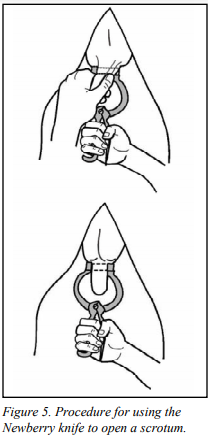 Figure 5. Procedure for using the
Newberry knife to open a scrotum.